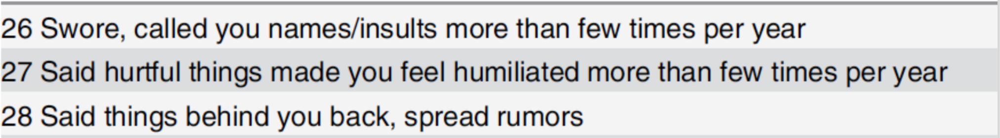 26 Swore, called you names/insults more than few times per year
27 Said hurtful things made you feel humiliated more than few times per year
28 Said things behind you back, spread rumors